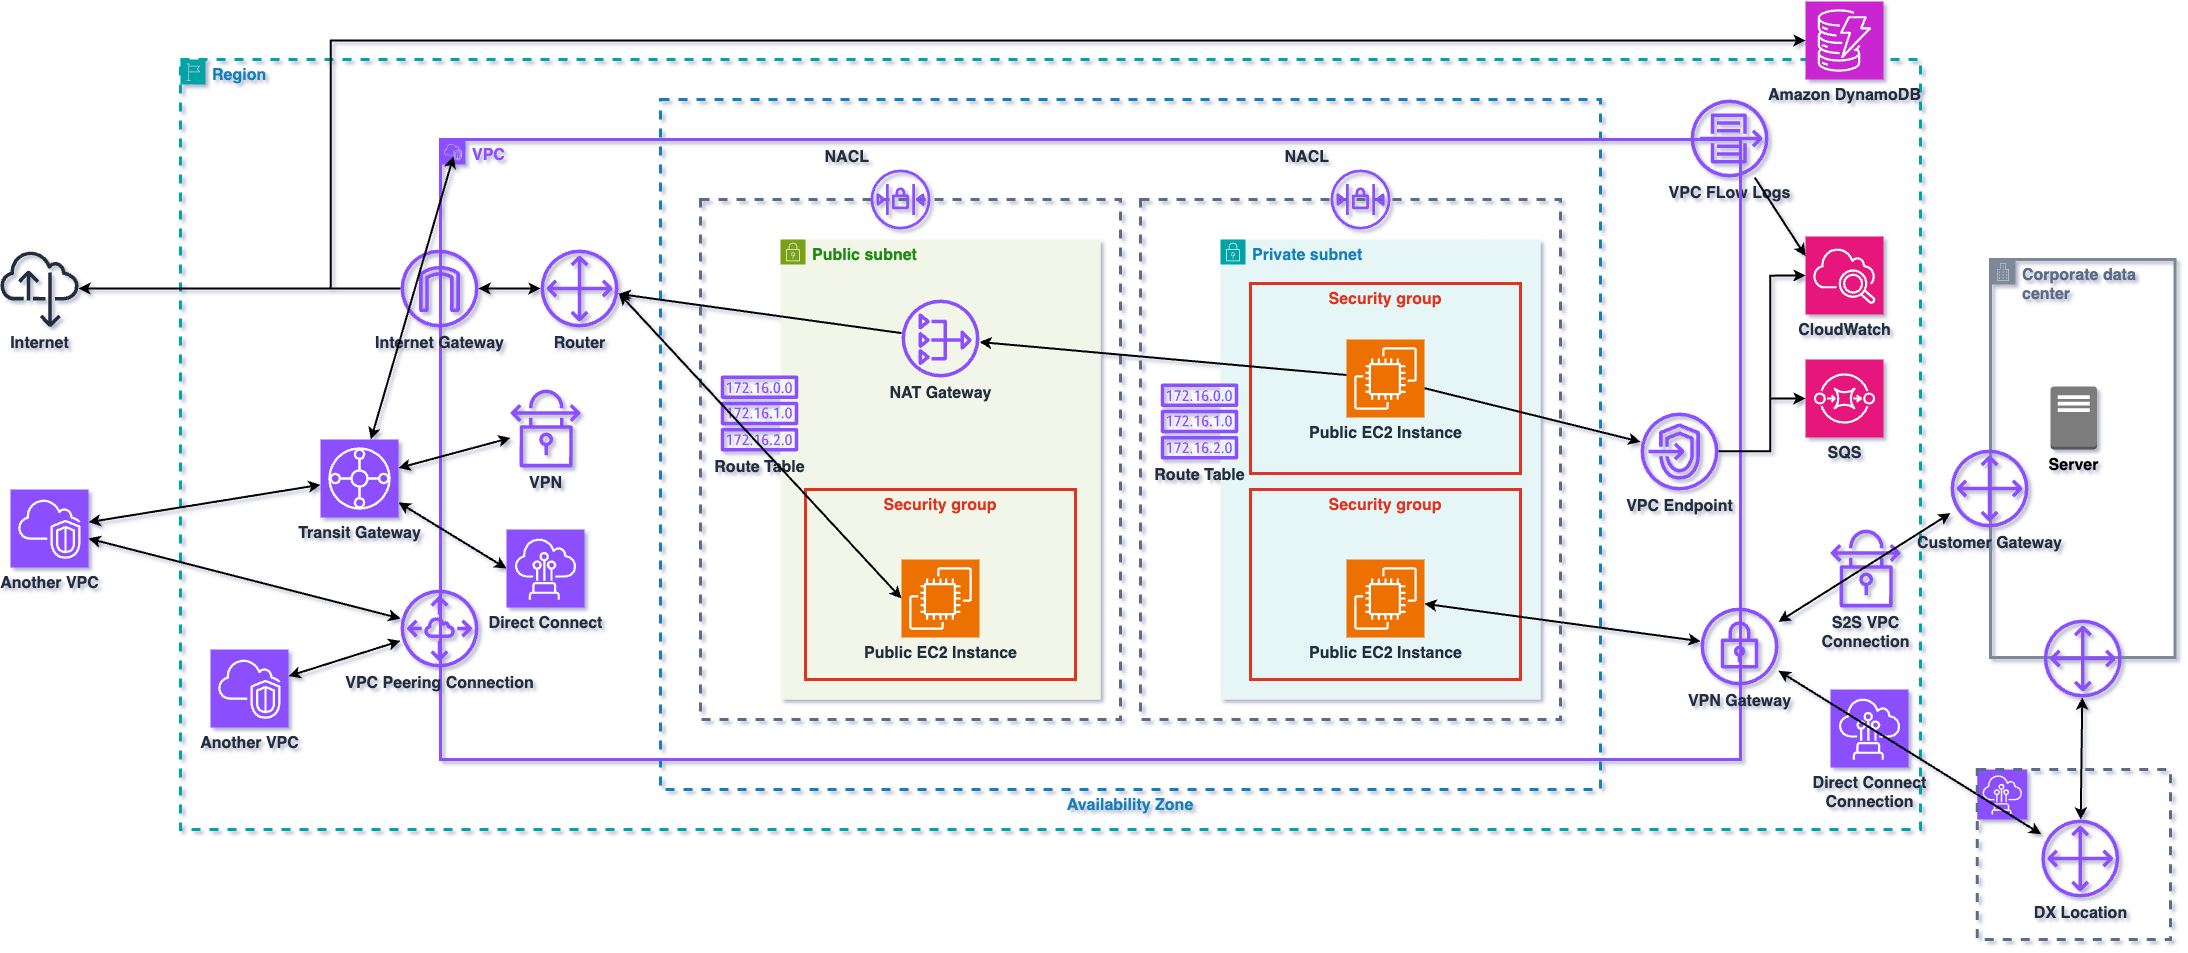 Region
Amazon DynamoDB
VPC
NACL
NACL
VPC FLow Logs
Public subnet
Private subnet
Corporate data
center
Security group
Internet
Internet Gateway
Router
CloudWatch
172.16.0.0
172.16.1.0
172.16.2.0
Route Table
NAT Gateway
172.16.0.0
172.16.1.0
172.16.2.0
Route Table
Public EC2 Instance
SQS
Server
VPN
Transit Gateway
Security group
Security group
VPC Endpoint
Customer Gateway
Another VPC
Direct Connect
S2S VPC
Connection
Public EC2 Instance
Public EC2 Instance
VPC Peering Connection
VPN Gateway
Another VPC
Direct Connect
Connection
Availability Zone
DX Location